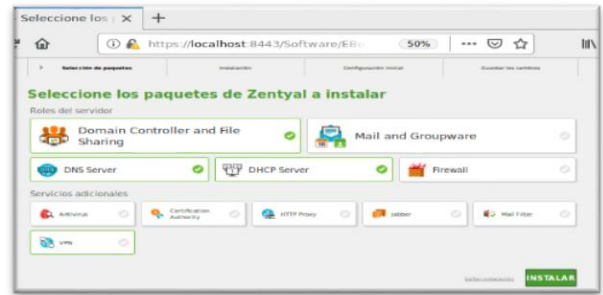 Seleccione los
https://localhost:8443/Software/EB
50%
Selección de paquetes
Instalación
Configuración inicial
Guardar los cambios
Seleccione los paquetes de Zentyal a instalar
Roles del servidor
Domain Controller and File Sharing
Mail and Groupware
DNS Server
DHCP Server
Firewall
Servicios adicionales
Antivirus
Certification Authority
HTTP Proxy
Jabber
Mail Filter
VPN
INSTALAR